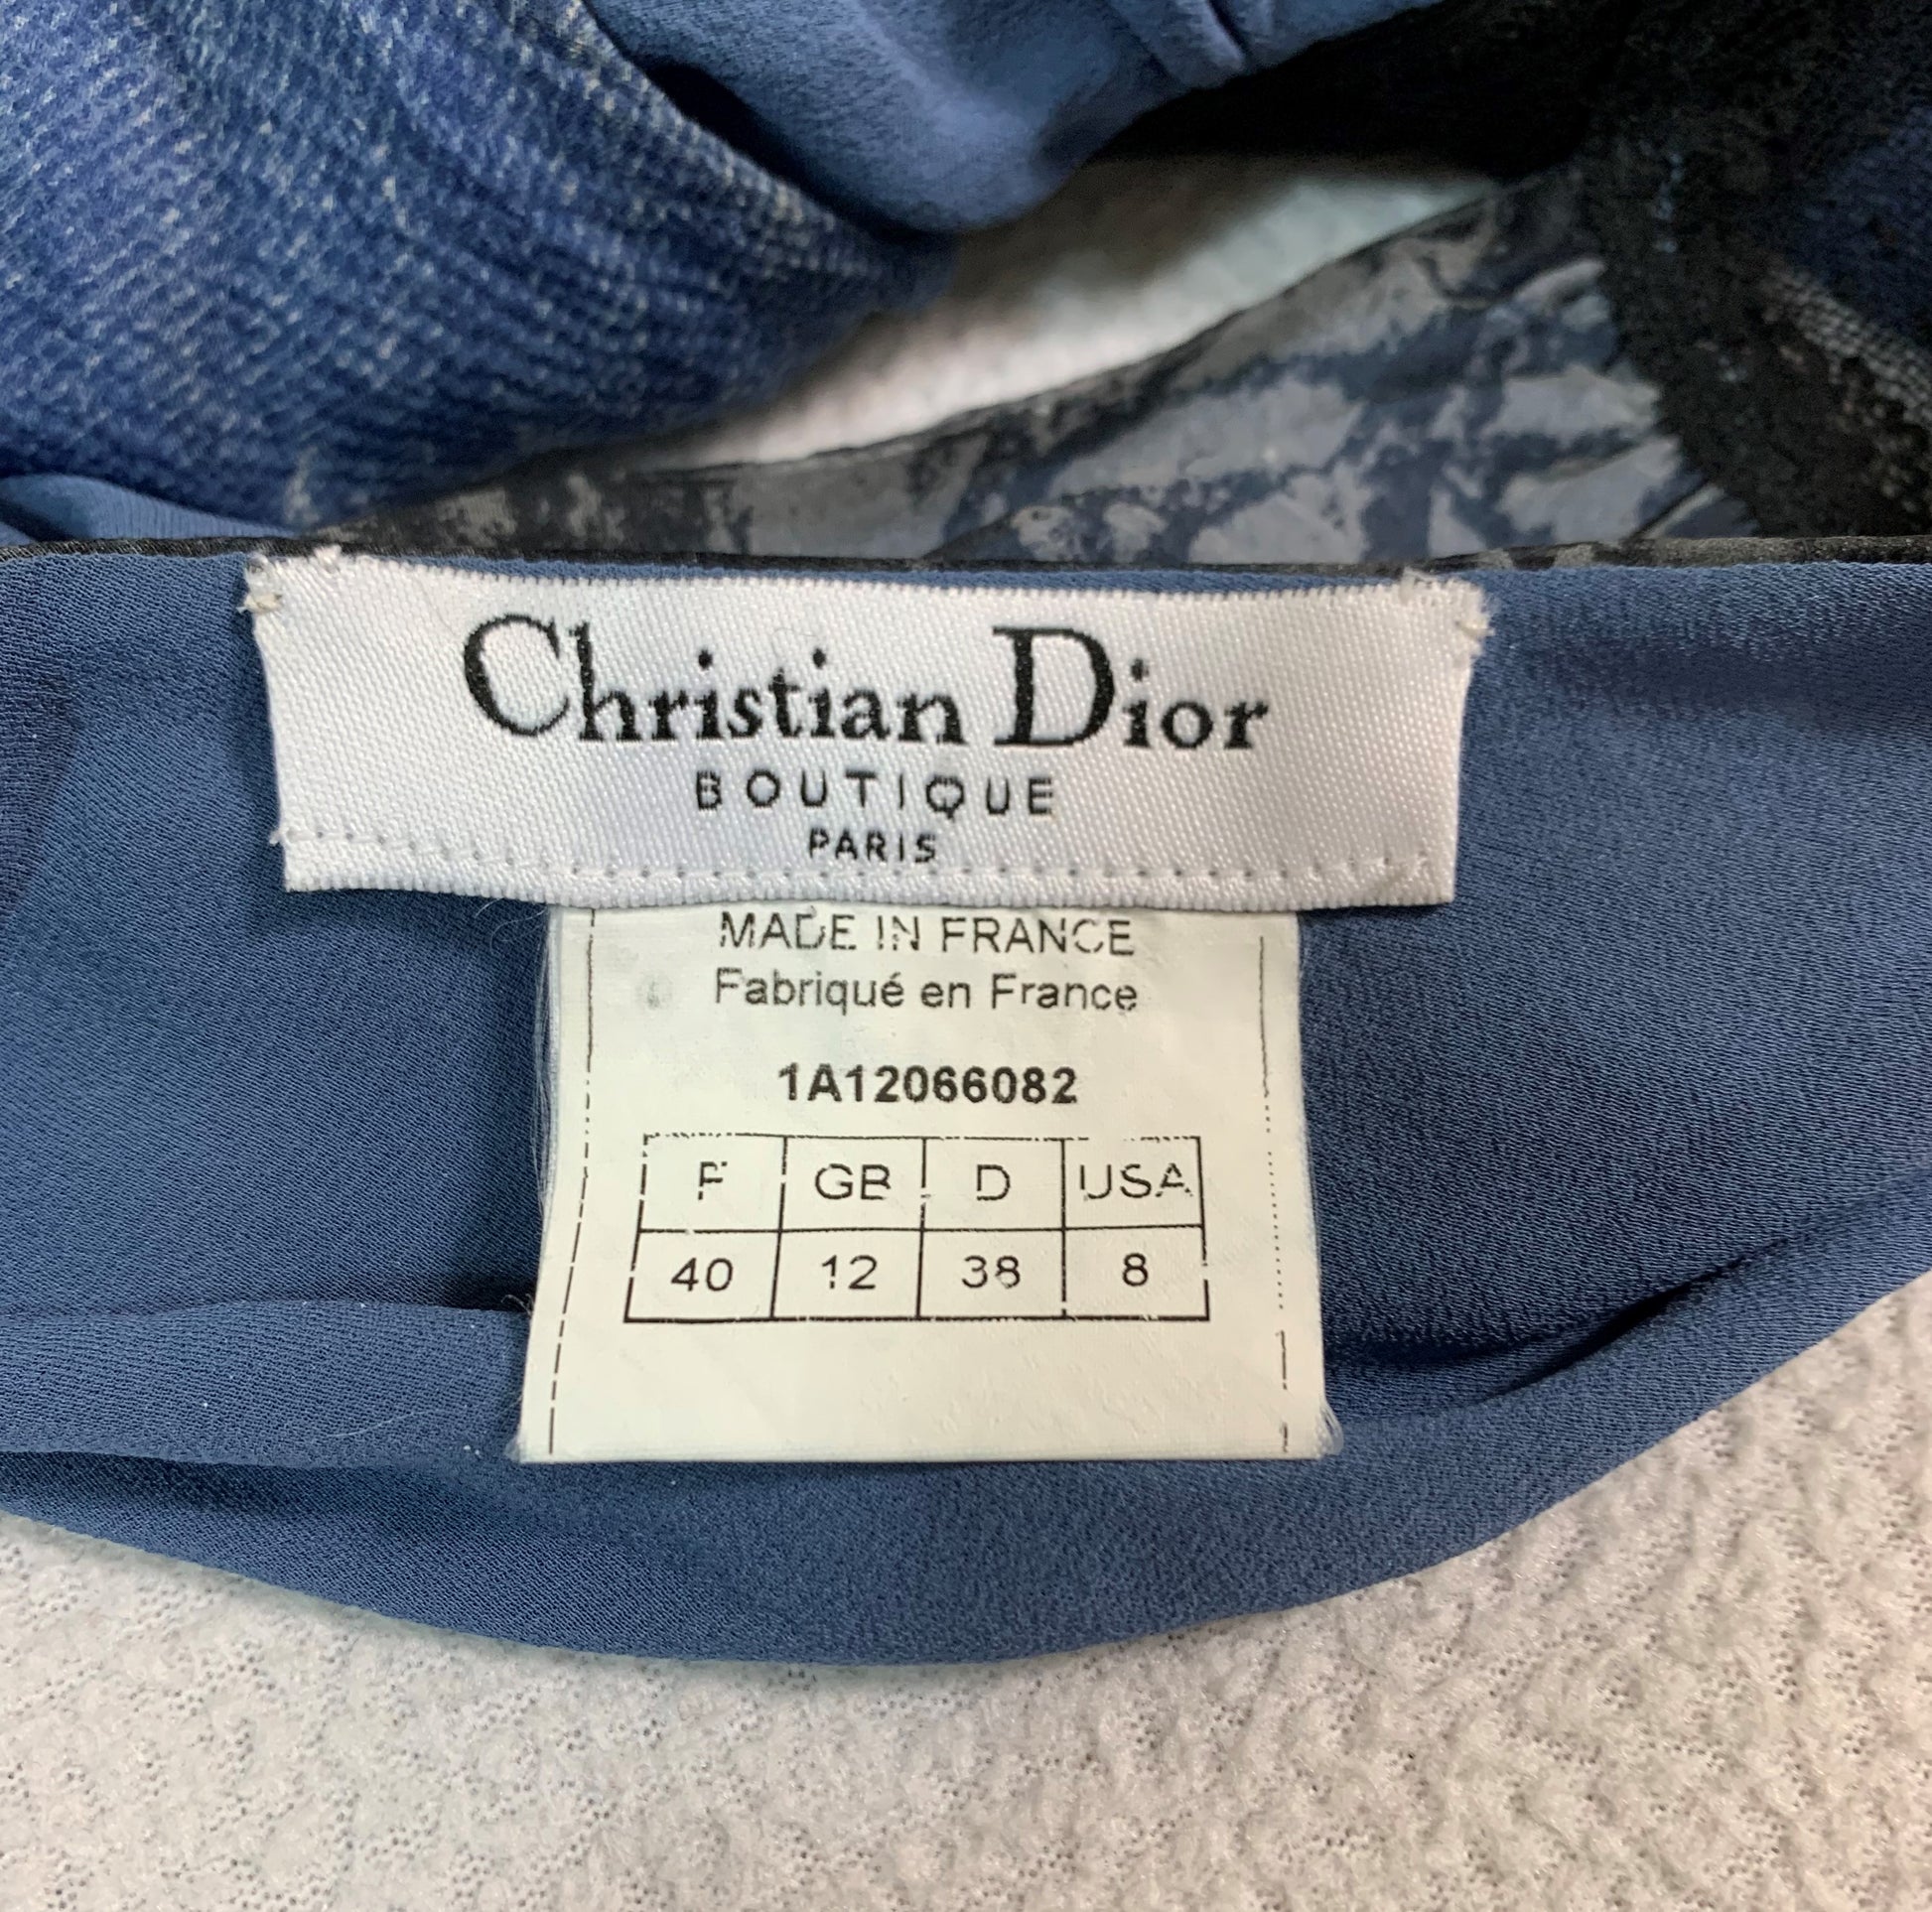 Christian Dior
BOUTIQUE
PARIS
MADE IN FRANCE
Fabriqué en France
1A12066082
F GB D USA
40 12 38 8